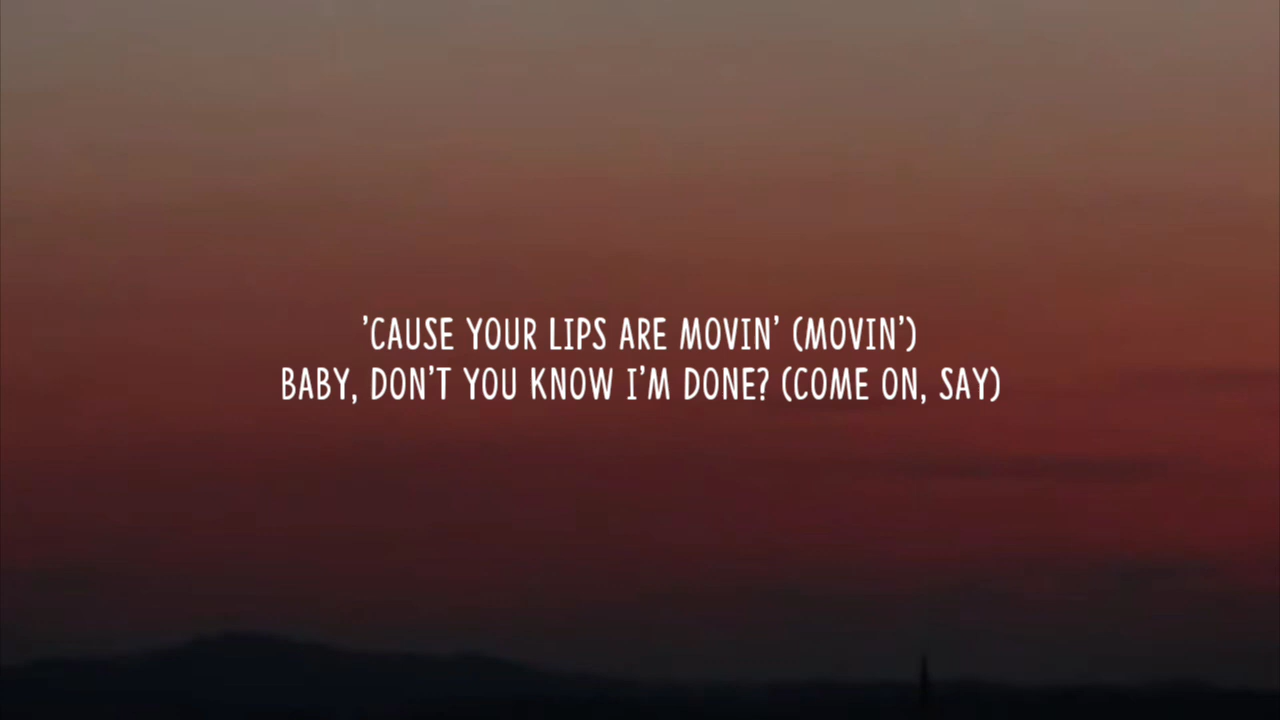 'CAUSE YOUR LIPS ARE MOVIN' (MOVIN')
BABY, DON'T YOU KNOW I'M DONE? (COME ON, SAY)